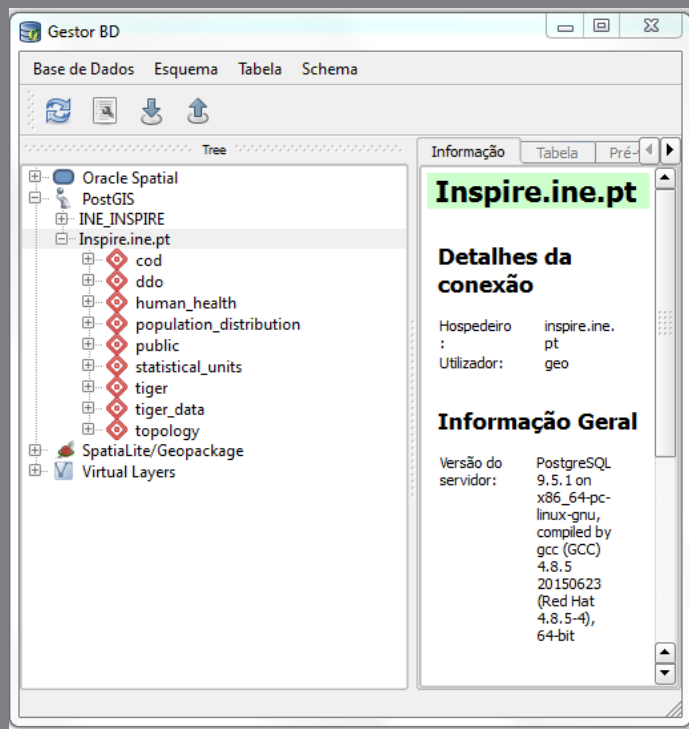 Gestor BD
Base de Dados Esquema Tabela Schema
Tree
Oracle Spatial
PostGIS
INE_INSPIRE
Inspire.ine.pt
cod
ddo
human_health
population_distribution
public
statistical_units
tiger
tiger_data
topology
SpatiaLite/Geopackage
Virtual Layers
Informação Tabela Pré-
Inspire.ine.pt
Detalhes da
conexão
Hospedeiro inspire.ine.
: pt
Utilizador: geo
Informação Geral
Versão do PostgreSQL
servidor: 9.5.1 on
x86_64-pc-
linux-gnu,
compiled by
gcc (GCC)
4.8.5
20150623
(Red Hat
4.8.5-4),
64-bit